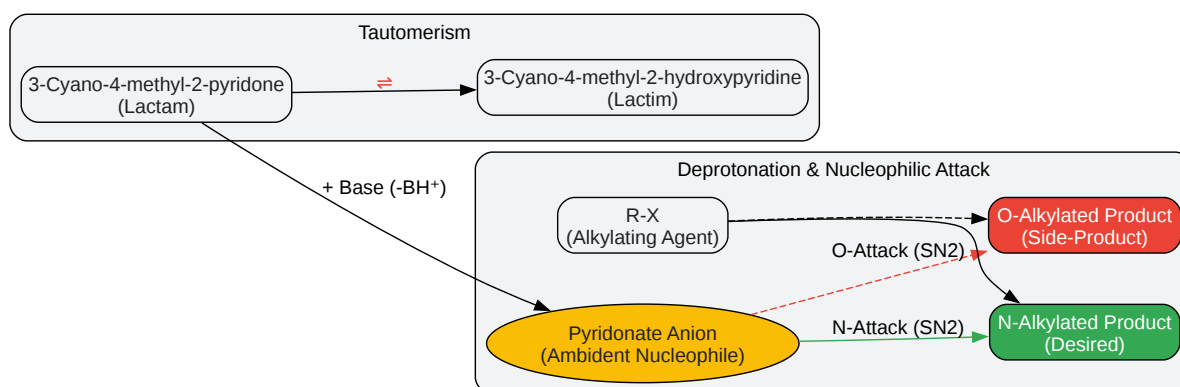 Tautomerism
3-Cyano-4-methyl-2-pyridone
(Lactam)
⇌
3-Cyano-4-methyl-2-hydroxypyridine
(Lactim)
+ Base (-BH⁺)
Deprotonation & Nucleophilic Attack
R-X
(Alkylating Agent)
O-Alkylated Product
(Side-Product)
O-Attack (SN2)
Pyridonate Anion
(Ambident Nucleophile)
N-Attack (SN2)
N-Alkylated Product
(Desired)